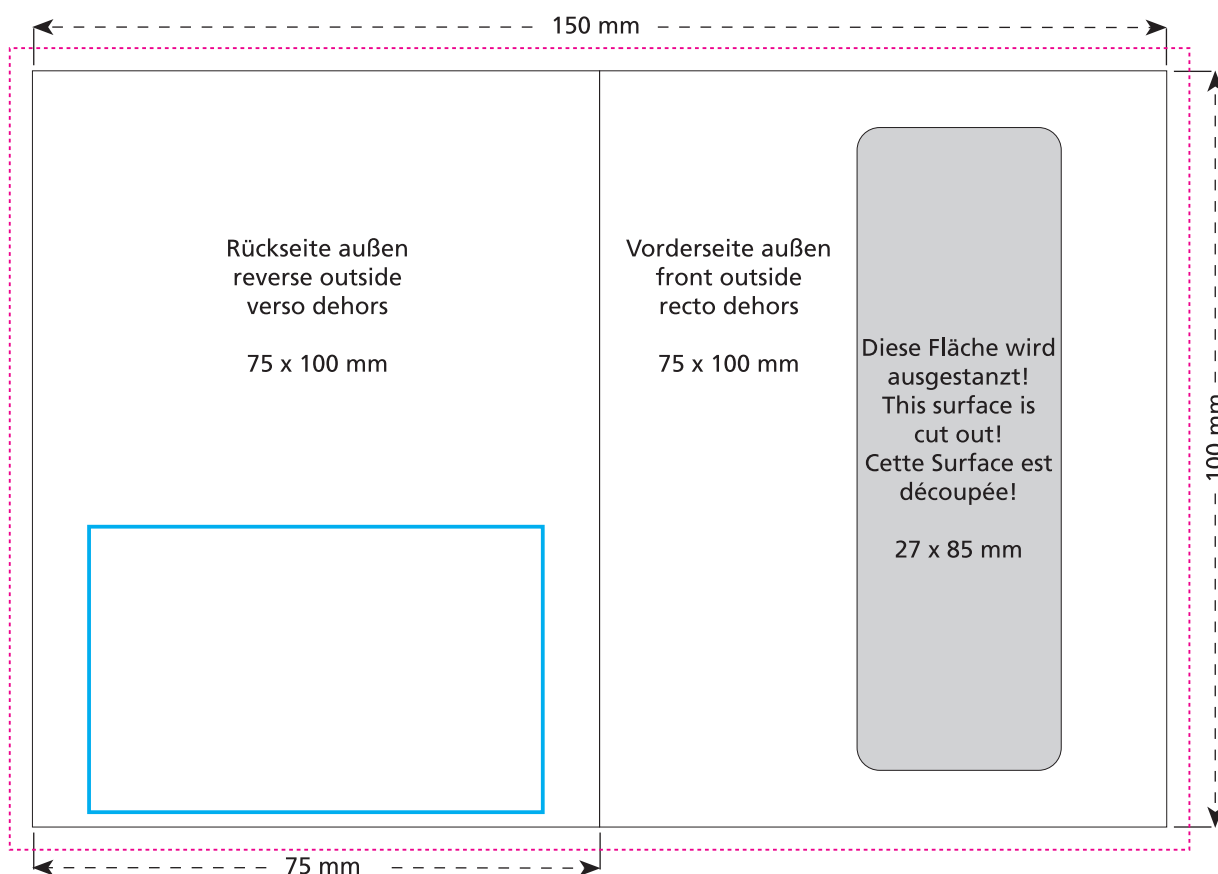 150 mm
Rückseite außen
reverse outside
verso dehors
75 x 100 mm
Vorderseite außen
front outside
recto dehors
75 x 100 mm
Diese Fläche wird
ausgestanzt!
This surface is
cut out!
Cette Surface est
découpée!
27 x 85 mm
100 mm
75 mm